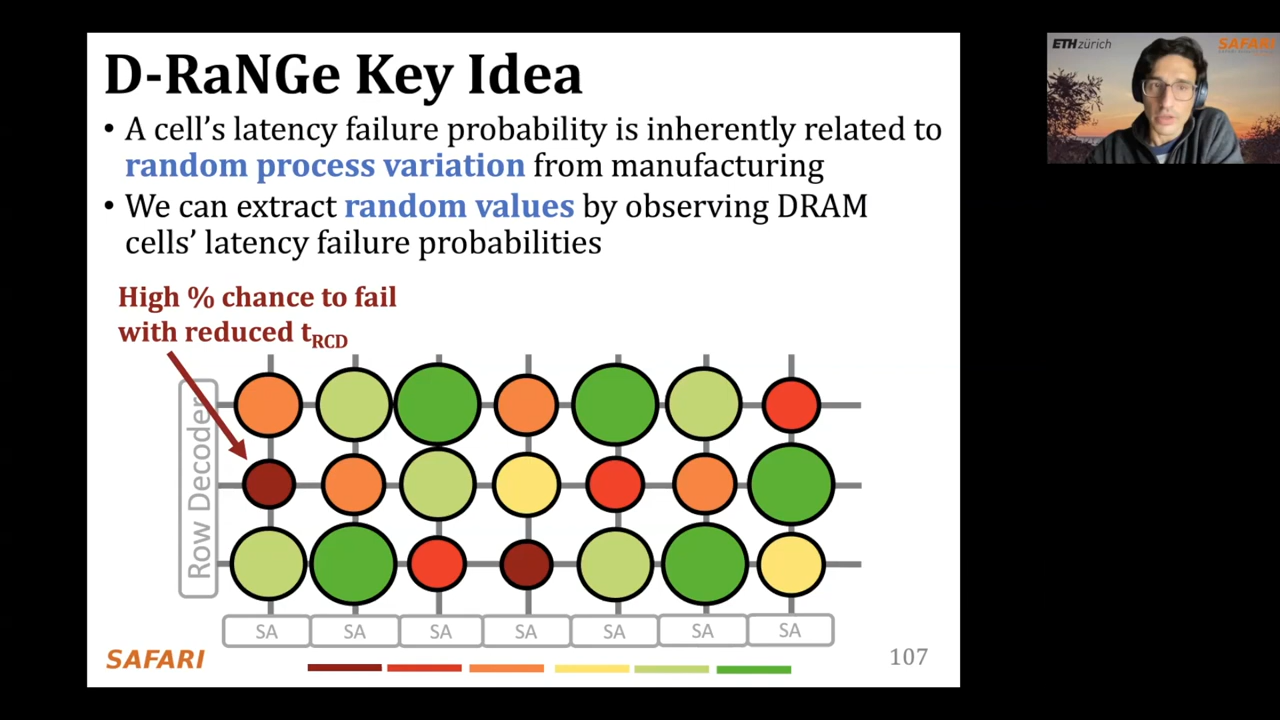 D-RaNGe Key Idea
• A cell's latency failure probability is inherently related to
random process variation from manufacturing
• We can extract random values by observing DRAM
cells' latency failure probabilities
High % chance to fail
with reduced tRCD
Row Decoder
SA SA SA SA SA SA SA
SAFARI
107
ETH zürich
SAFARI